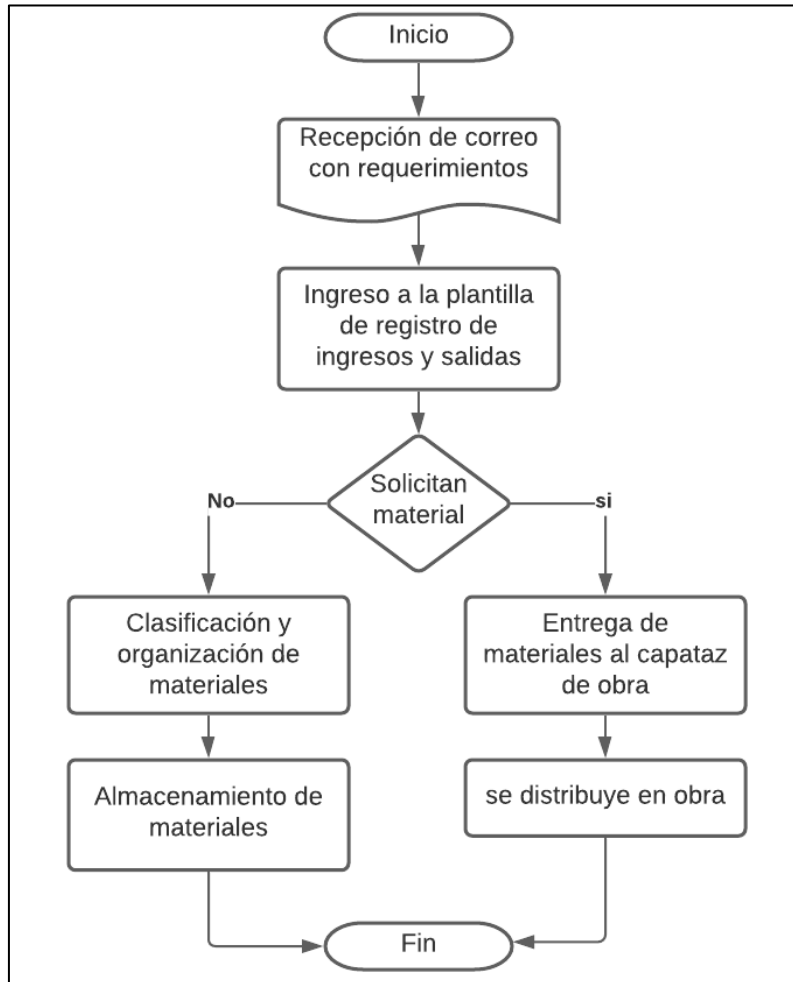 Inicio
Recepción de correo
con requerimientos
Ingreso a la plantilla
de registro de
ingresos y salidas
Solicitan
material
No
si
Clasificación y
organización de
materiales
Entrega de
materiales al capataz
de obra
Almacenamiento de
materiales
se distribuye en obra
Fin